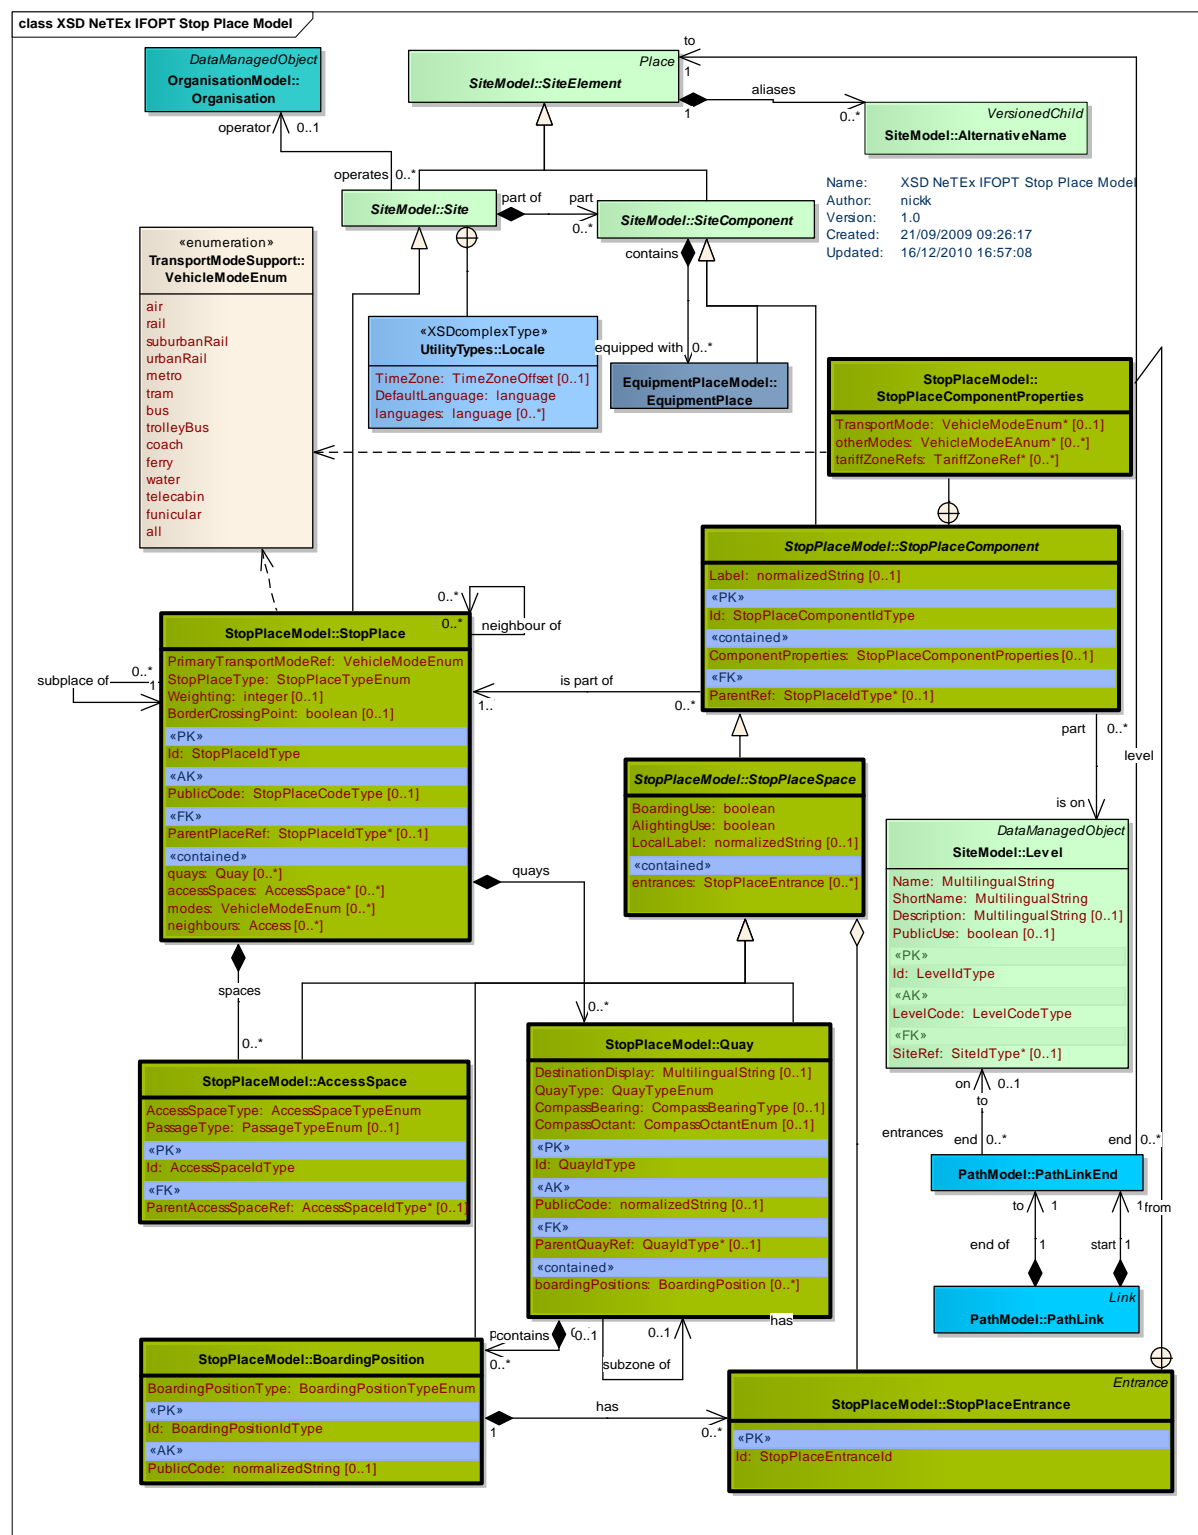 class XSD NeTEx IFOPT Stop Place Model
DataManagedObject
OrganisationModel::
Organisation
Place
SiteModel::SiteElement
to
1
aliases
1
0..*
VersionedChild
SiteModel::AlternativeName
operator
0..1
operates
0..*
SiteModel::Site
part of
part
0..*
SiteModel::SiteComponent
Name: XSD NeTEx IFOPT Stop Place Model
Author: nickk
Version: 1.0
Created: 21/09/2009 09:26:17
Updated: 16/12/2010 16:57:08
contains
«enumeration»
TransportModeSupport::
VehicleModeEnum
air
rail
suburbanRail
urbanRail
metro
tram
bus
trolleyBus
coach
ferry
water
telecabin
funicular
all
«XSDcomplexType»
UtilityTypes::Locale
TimeZone: TimeZoneOffset [0..1]
DefaultLanguage: language
languages: language [0..*]
equipped with
0..*
EquipmentPlaceModel::
EquipmentPlace
StopPlaceModel::
StopPlaceComponentProperties
TransportMode: VehicleModeEnum* [0..1]
otherModes: VehicleModeEAnum* [0..*]
tariffZoneRefs: TariffZoneRef* [0..*]
StopPlaceModel::StopPlaceComponent
Label: normalizedString [0..1]
«PK»
Id: StopPlaceComponentIdType
«contained»
ComponentProperties: StopPlaceComponentProperties [0..1]
«FK»
ParentRef: StopPlaceIdType* [0..1]
0..*
0..*
neighbour of
StopPlaceModel::StopPlace
PrimaryTransportModeRef: VehicleModeEnum
StopPlaceType: StopPlaceTypeEnum
Weighting: integer [0..1]
BorderCrossingPoint: boolean [0..1]
«PK»
Id: StopPlaceIdType
«AK»
PublicCode: StopPlaceCodeType [0..1]
«FK»
ParentPlaceRef: StopPlaceIdType* [0..1]
«contained»
quays: Quay [0..*]
accessSpaces: AccessSpace* [0..*]
modes: VehicleModeEnum [0..*]
neighbours: Access [0..*]
0..*
subplace of
1
is part of
1..
0..*
part
0..*
level
is on
StopPlaceModel::StopPlaceSpace
BoardingUse: boolean
AlightingUse: boolean
LocalLabel: normalizedString [0..1]
«contained»
entrances: StopPlaceEntrance [0..*]
DataManagedObject
SiteModel::Level
Name: MultilingualString
ShortName: MultilingualString
Description: MultilingualString [0..1]
PublicUse: boolean [0..1]
«PK»
Id: LevelIdType
«AK»
LevelCode: LevelCodeType
«FK»
SiteRef: SiteIdType* [0..1]
quays
0..*
spaces
0..*
StopPlaceModel::AccessSpace
AccessSpaceType: AccessSpaceTypeEnum
PassageType: PassageTypeEnum [0..1]
«PK»
Id: AccessSpaceIdType
«FK»
ParentAccessSpaceRef: AccessSpaceIdType* [0..1]
StopPlaceModel::Quay
DestinationDisplay: MultilingualString [0..1]
QuayType: QuayTypeEnum
CompassBearing: CompassBearingType [0..1]
CompassOctant: CompassOctantEnum [0..1]
«PK»
Id: QuayIdType
«AK»
PublicCode: normalizedString [0..1]
«FK»
ParentQuayRef: QuayIdType* [0..1]
«contained»
boardingPositions: BoardingPosition [0..*]
on
0..1
to
entrances
end
0..*
end
0..*
PathModel::PathLinkEnd
to
1
1
from
end of
1
start
1
Link
PathModel::PathLink
has
contains
0..1
0..*
0..1
subzone of
StopPlaceModel::BoardingPosition
BoardingPositionType: BoardingPositionTypeEnum
«PK»
Id: BoardingPositionIdType
«AK»
PublicCode: normalizedString [0..1]
has
1
0..*
Entrance
StopPlaceModel::StopPlaceEntrance
«PK»
Id: StopPlaceEntranceId